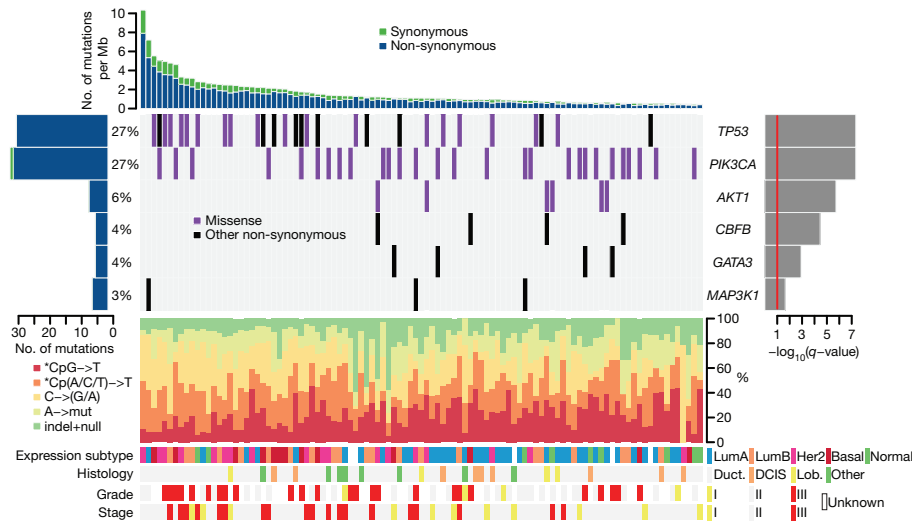 No. of mutations
per Mb
10
8
6
4
2
0
Synonymous
Non-synonymous
27% TP53
27% PIK3CA
6% AKT1
4% CBFB
4% GATA3
3% MAP3K1
Missense
Other non-synonymous
30 20 10 0
No. of mutations
1 3 5 7
−log10(q−value)
100
80
60
40
20
0
%
*CpG−>T
*Cp(A/C/T)−>T
C−>(G/A)
A−>mut
indel+null
Expression subtype LumA LumB Her2 Basal Normal
Histology Duct. DCIS Lob. Other
Grade I II III Unknown
Stage I II III